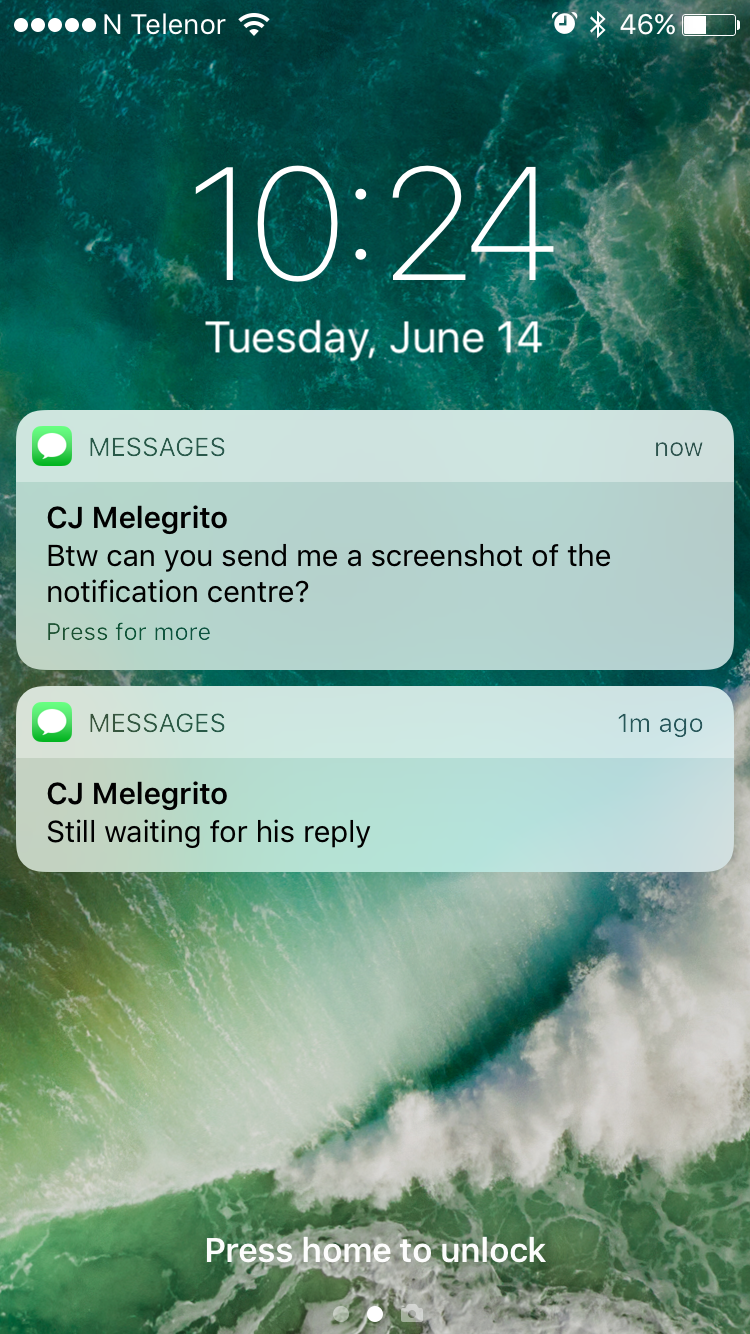 N Telenor 46%
10:24
Tuesday, June 14
MESSAGES now
CJ Melegrito
Btw can you send me a screenshot of the
notification centre?
Press for more
MESSAGES 1m ago
CJ Melegrito
Still waiting for his reply
Press home to unlock